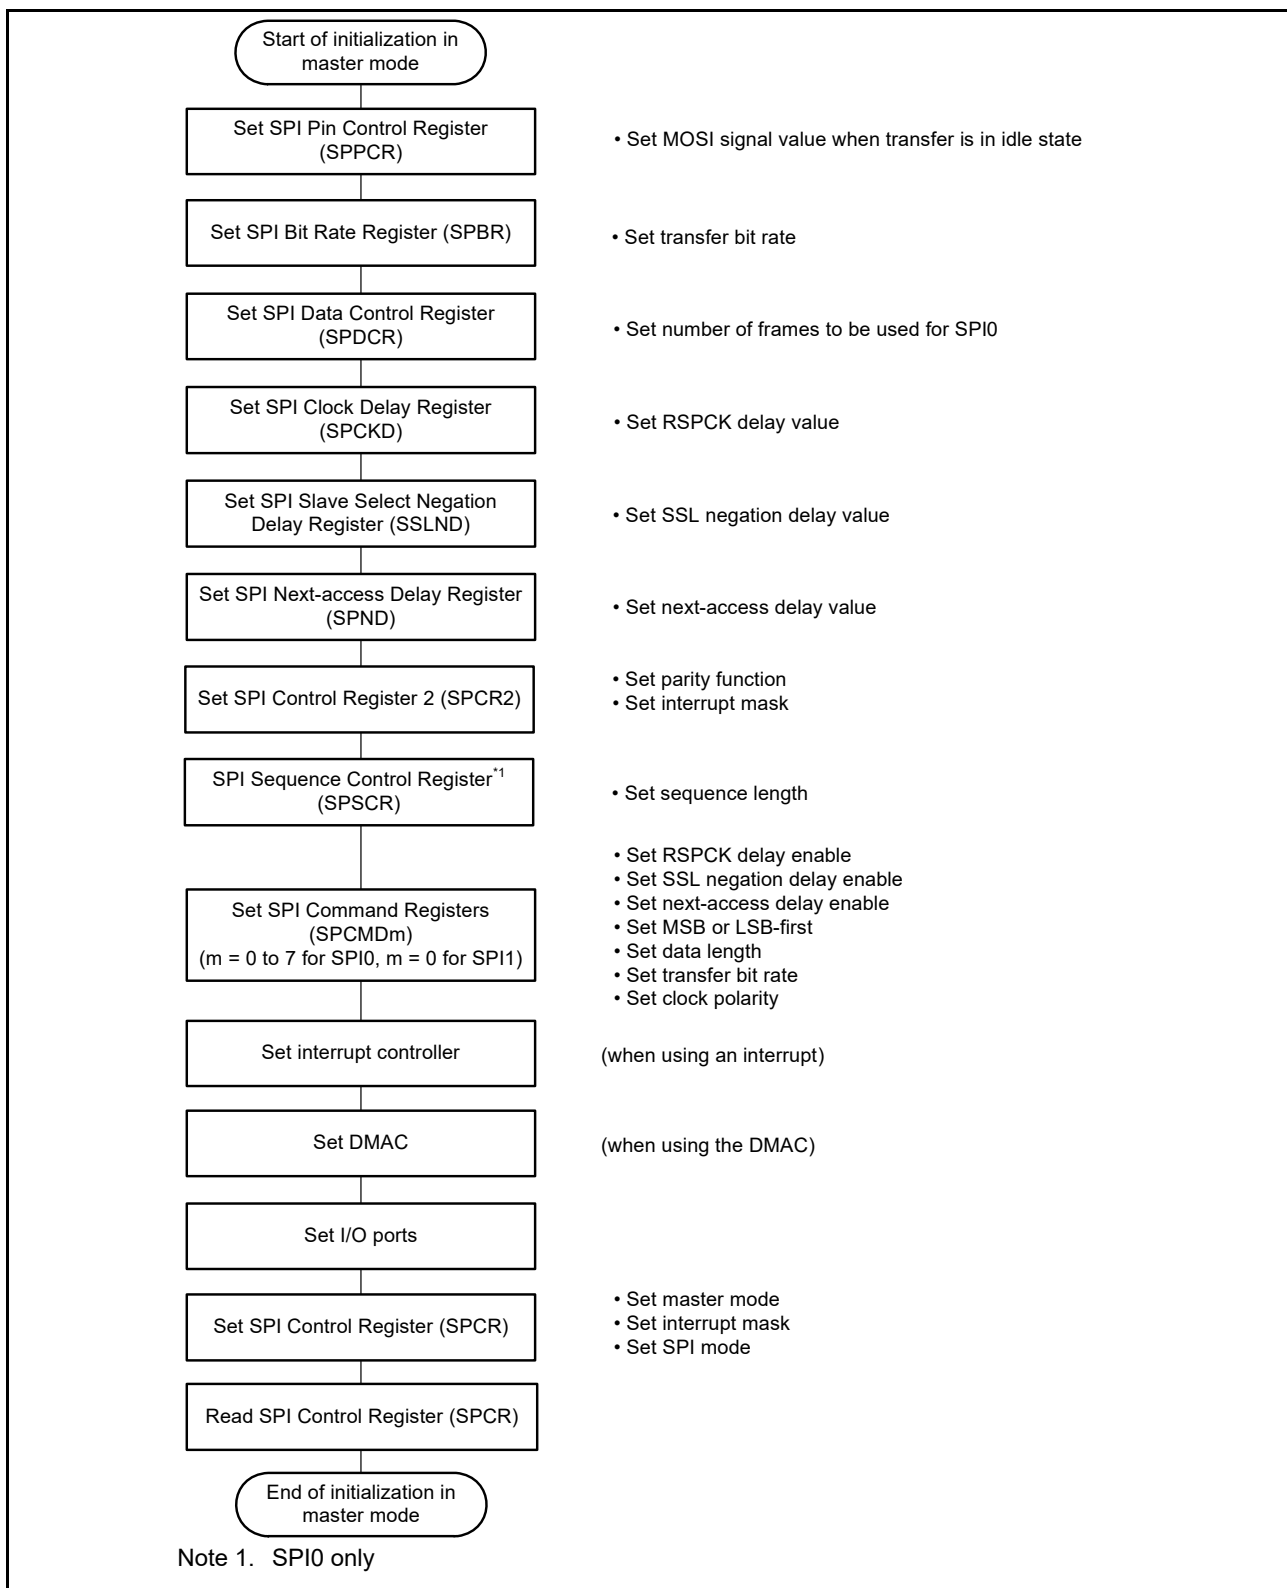 Start of initialization in
master mode
Set SPI Pin Control Register
(SPPCR)
• Set MOSI signal value when transfer is in idle state
Set SPI Bit Rate Register (SPBR)
• Set transfer bit rate
Set SPI Data Control Register
(SPDCR)
• Set number of frames to be used for SPI0
Set SPI Clock Delay Register
(SPCKD)
• Set RSPCK delay value
Set SPI Slave Select Negation
Delay Register (SSLND)
• Set SSL negation delay value
Set SPI Next-access Delay Register
(SPND)
• Set next-access delay value
Set SPI Control Register 2 (SPCR2)
• Set parity function
• Set interrupt mask
SPI Sequence Control Register*1
(SPSCR)
• Set sequence length
Set SPI Command Registers
(SPCMDm)
(m = 0 to 7 for SPI0, m = 0 for SPI1)
• Set RSPCK delay enable
• Set SSL negation delay enable
• Set next-access delay enable
• Set MSB or LSB-first
• Set data length
• Set transfer bit rate
• Set clock polarity
Set interrupt controller
(when using an interrupt)
Set DMAC
(when using the DMAC)
Set I/O ports
Set SPI Control Register (SPCR)
• Set master mode
• Set interrupt mask
• Set SPI mode
Read SPI Control Register (SPCR)
End of initialization in
master mode
Note 1. SPI0 only